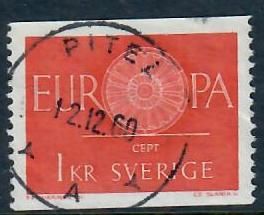 PITEÅ
EUROPA
12.12.60
CEPT
1 KR SVERIGE